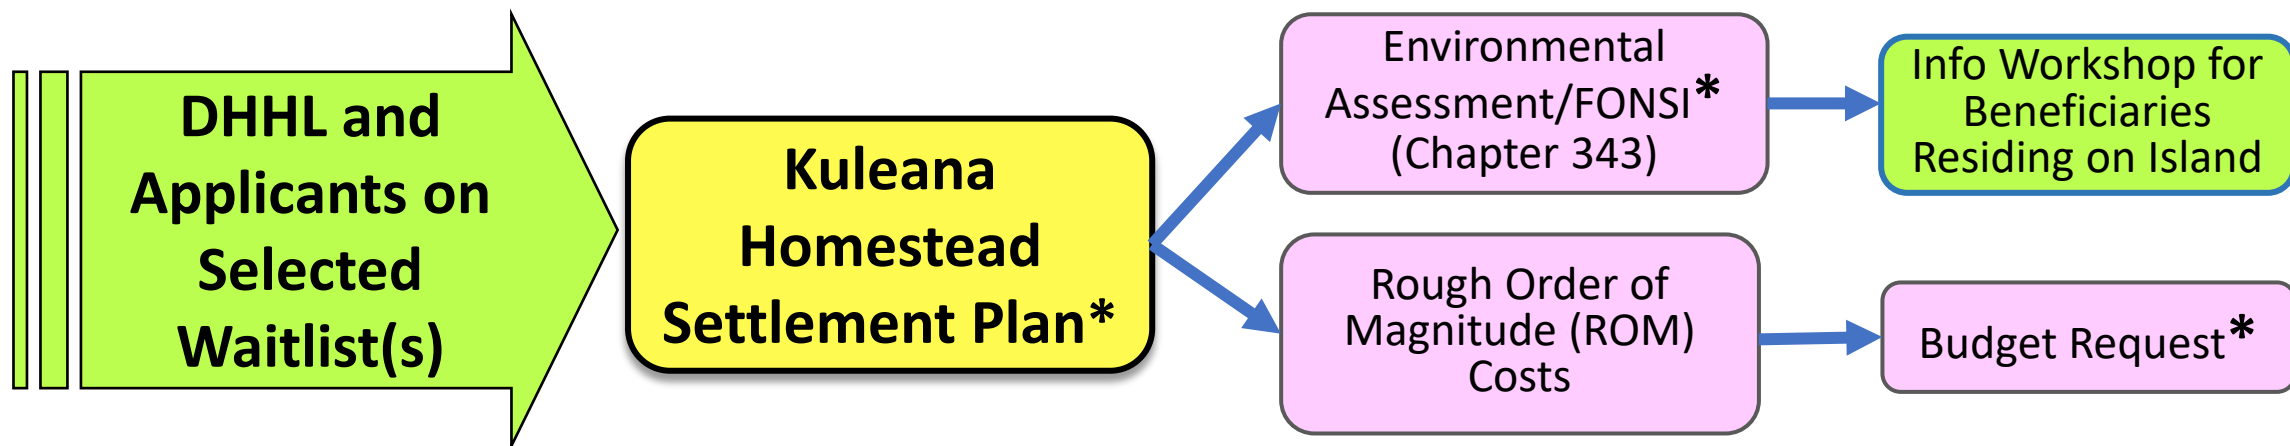 DHHL and
Applicants on
Selected
Waitlist(s)
Kuleana
Homestead
Settlement Plan*
Environmental
Assessment/FONSI*
(Chapter 343)
Info Workshop for
Beneficiaries
Residing on Island
Rough Order of
Magnitude (ROM)
Costs
Budget Request*